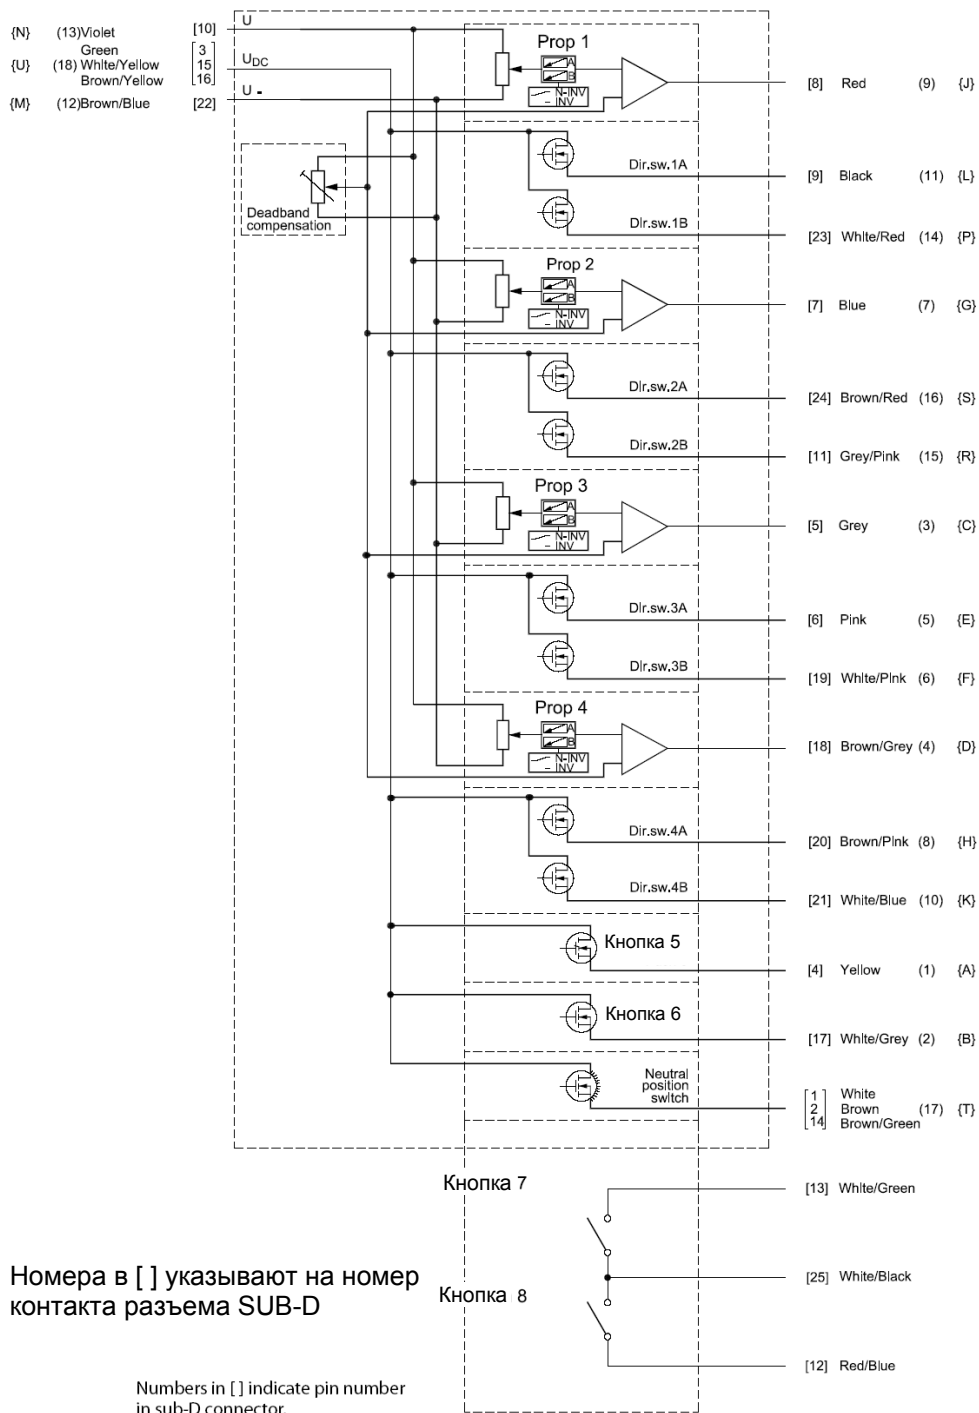 {N} (13)Violet [10] U
Green [3]
{U} (18) White/Yellow [15] UDC
Brown/Yellow [16]
{M} (12)Brown/Blue [22] U -
Prop 1
A
B
N-INV
INV
[8] Red (9) {J}
Deadband
compensation
Dir.sw.1A
[9] Black (11) {L}
Dir.sw.1B
[23] White/Red (14) {P}
Prop 2
A
B
N-INV
INV
[7] Blue (7) {G}
Dir.sw.2A
[24] Brown/Red (16) {S}
Dir.sw.2B
[11] Grey/Pink (15) {R}
Prop 3
A
B
N-INV
INV
[5] Grey (3) {C}
Dir.sw.3A
[6] Pink (5) {E}
Dir.sw.3B
[19] White/Pink (6) {F}
Prop 4
A
B
N-INV
INV
[18] Brown/Grey (4) {D}
Dir.sw.4A
[20] Brown/Pink (8) {H}
Dir.sw.4B
[21] White/Blue (10) {K}
Кнопка 5
[4] Yellow (1) {A}
Кнопка 6
[17] White/Grey (2) {B}
Neutral
position
switch
[1] White
[2] Brown (17) {T}
[14] Brown/Green
Кнопка 7
[13] White/Green
[25] White/Black
Кнопка 8
[12] Red/Blue
Номера в [ ] указывают на номер
контакта разъема SUB-D
Numbers in [ ] indicate pin number
in sub-D connector.